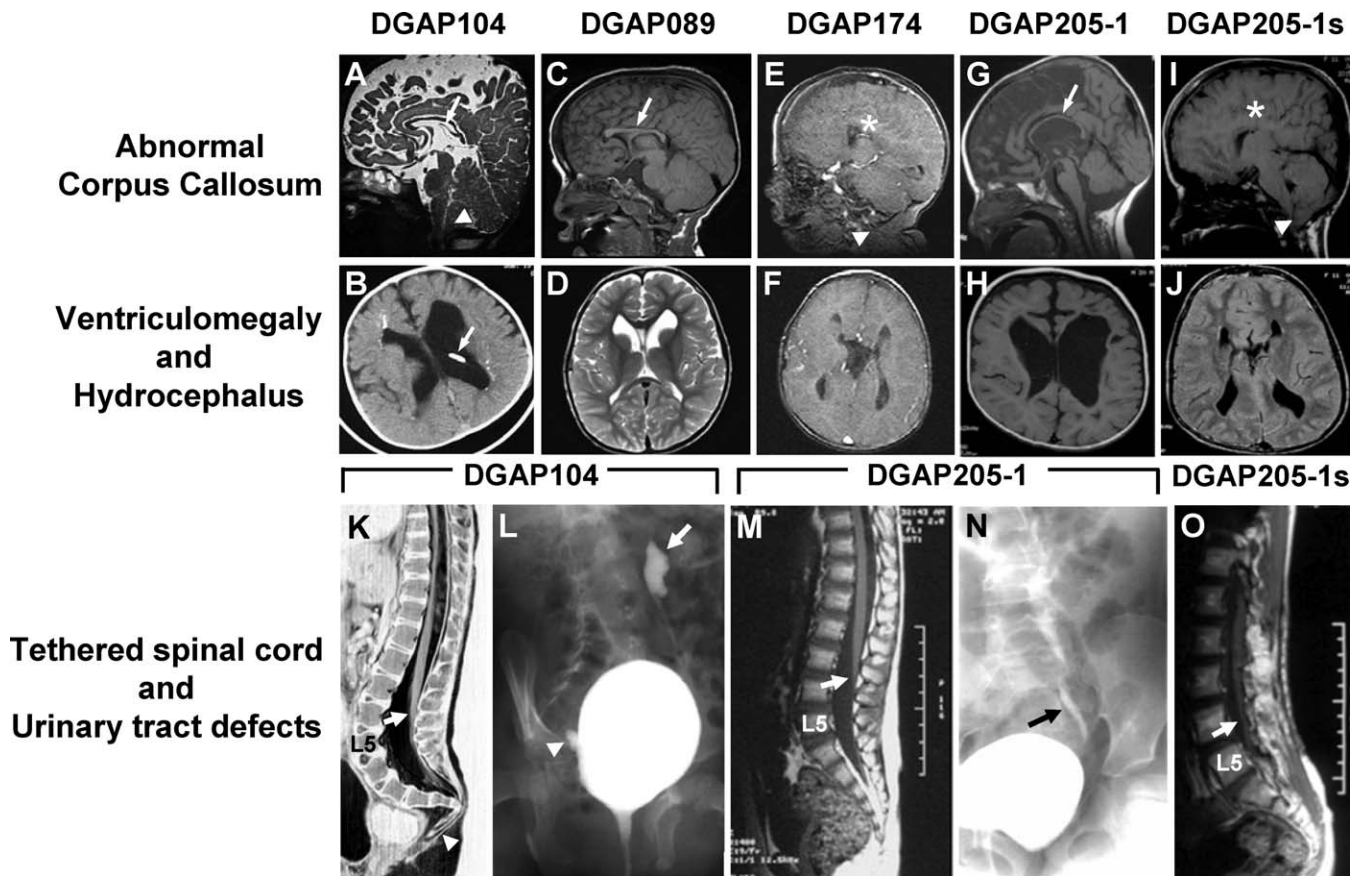 DGAP104 DGAP089 DGAP174 DGAP205-1 DGAP205-1s
Abnormal
Corpus Callosum
A C E G I
* *
Ventriculomegaly
and
Hydrocephalus
B D F H J
DGAP104 DGAP205-1 DGAP205-1s
Tethered spinal cord
and
Urinary tract defects
K L M N O
L5 L5 L5